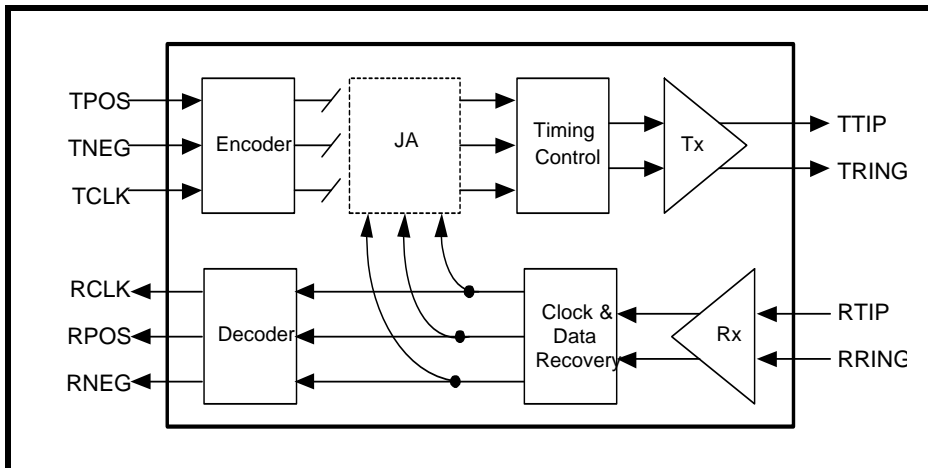 TPOS
TNEG
TCLK
Encoder
JA
Timing
Control
Tx
TTIP
TRING
RCLK
RPOS
RNEG
Decoder
Clock &
Data
Recovery
Rx
RTIP
RRING